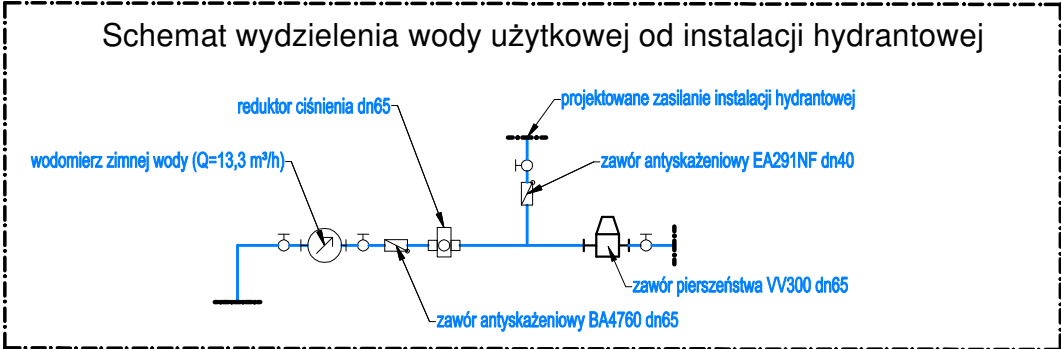 Schemat wydzielenia wody użytkowej od instalacji hydrantowej
reduktor ciśnienia dn65
projektowane zasilanie instalacji hydrantowej
wodomierz zimnej wody (Q=13,3 m³/h)
zawór antyskażeniowy EA291NF dn40
zawór pierszeństwa VV300 dn65
zawór antyskażeniowy BA4760 dn65